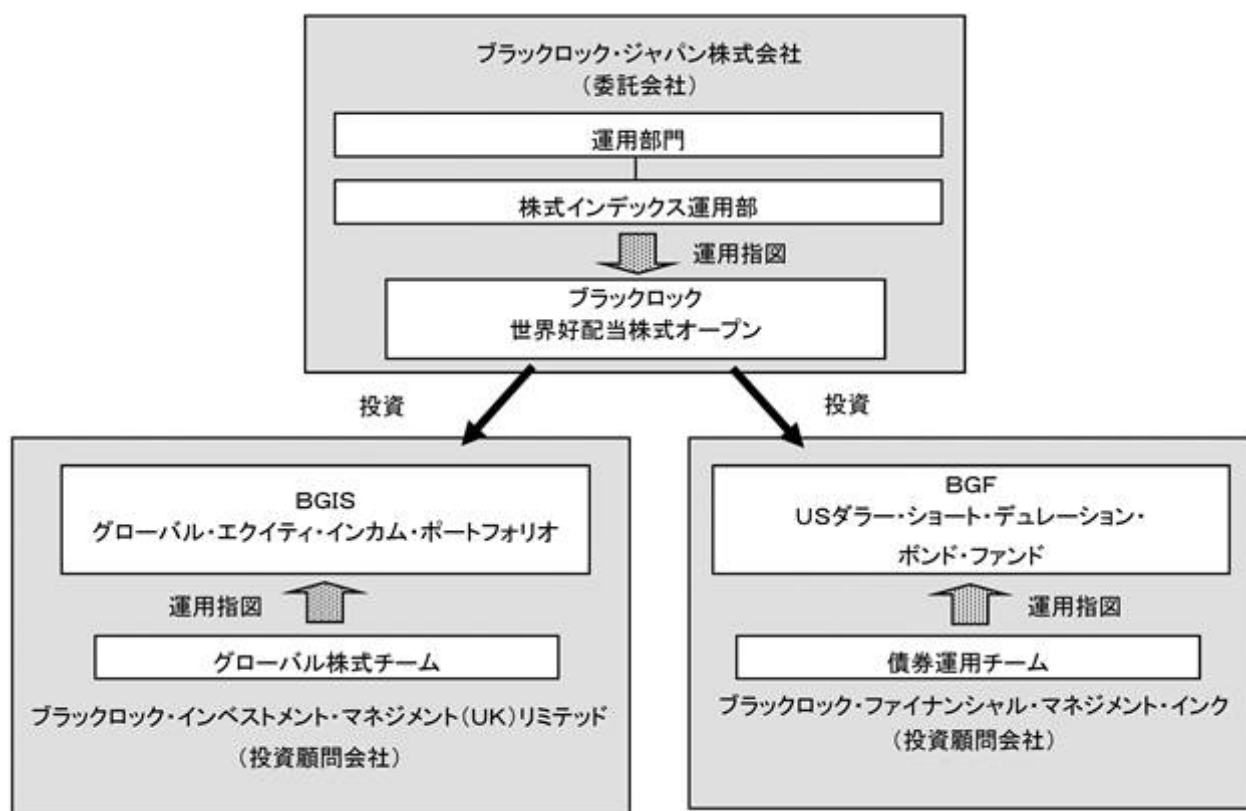 ブラックロック・ジャパン株式会社
（委託会社）
運用部門
株式インデックス運用部
運用指図
ブラックロック
世界好配当株式オープン
投資
投資
BGIS
グローバル・エクイティ・インカム・ポートフォリオ
運用指図
グローバル株式チーム
ブラックロック・インベストメント・マネジメント（UK）リミテッド
（投資顧問会社）
BGF
USダラー・ショート・デュレーション・
ボンド・ファンド
運用指図
債券運用チーム
ブラックロック・ファイナンシャル・マネジメント・インク
（投資顧問会社）